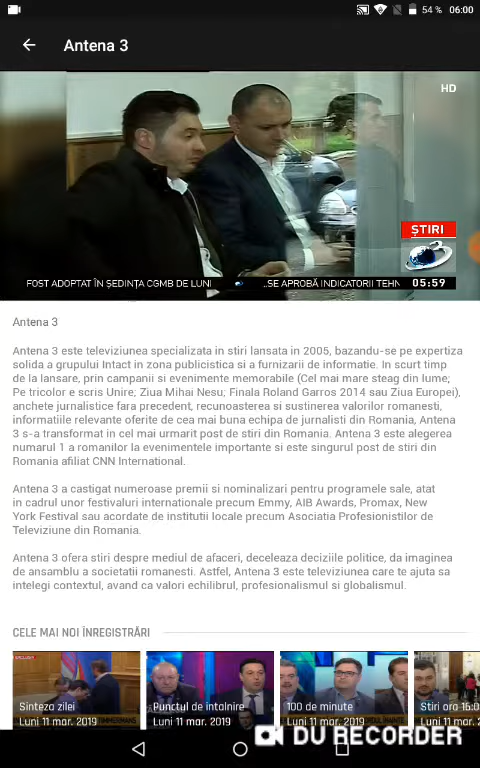 54 % 06:00
Antena 3
HD
ȘTIRI
FOST ADOPTAT ÎN ȘEDINȚA CGMB DE LUNI ..SE APROBĂ INDICATORII TEHN 05:59
Antena 3
Antena 3 este televiziunea specializata in stiri lansata in 2005, bazandu-se pe expertiza
solida a grupului Intact in zona publicistica si a furnizarii de informatie. In scurt timp
de la lansare, prin campanii si evenimente memorabile (Cel mai mare steag din lume;
Pe tricolor e scris Unire; Ziua Mihai Nesu; Finala Roland Garros 2014 sau Ziua Europei),
anchete jurnalistice fara precedent, recunoasterea si sustinerea valorilor romanesti,
informatiile relevante oferite de cea mai buna echipa de jurnalisti din Romania, Antena
3 s-a transformat in cel mai urmarit post de stiri din Romania. Antena 3 este alegerea
numarul 1 a romanilor la evenimentele importante si este singurul post de stiri din
Romania afiliat CNN International.
Antena 3 a castigat numeroase premii si nominalizari pentru programele sale, atat
in cadrul unor festivaluri internationale precum Emmy, AIB Awards, Promax, New
York Festival sau acordate de institutii locale precum Asociatia Profesionistilor de
Televiziune din Romania.
Antena 3 ofera stiri despre mediul de afaceri, deceleaza deciziile politice, da imaginea
de ansamblu a societatii romanesti. Astfel, Antena 3 este televiziunea care te ajuta sa
intelegi contextul, avand ca valori echilibrul, profesionalismul si globalismul.
CELE MAI NOI ÎNREGISTRĂRI
Sinteza zilei
Luni 11 mar. 2019
Punctul de intalnire
Luni 11 mar. 2019
100 de minute
Luni 11 mar. 2019
Stiri ora 16:0
Luni 11 mar. 2019
DU RECORDER